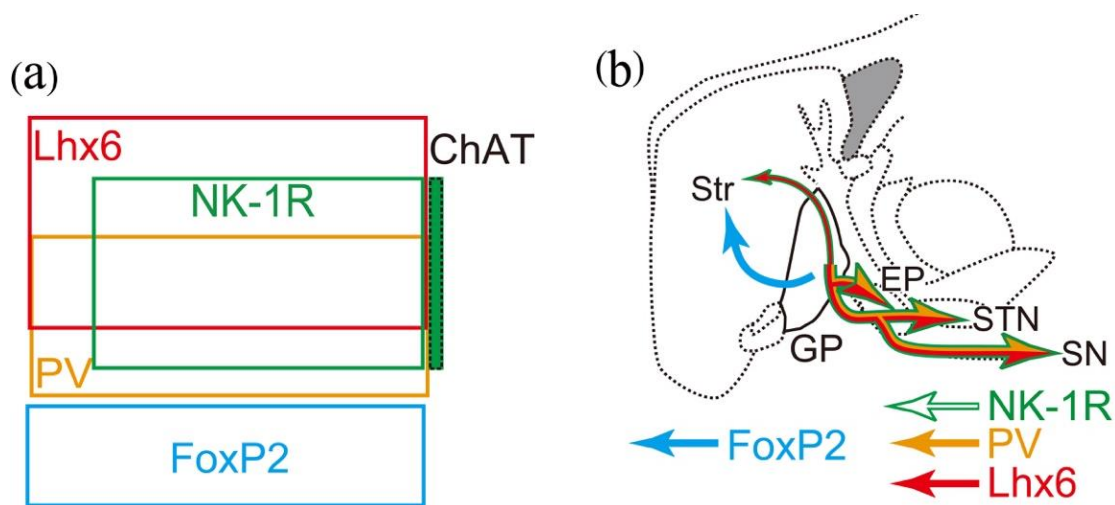 (a)
Lhx6
ChAT
NK-1R
PV
FoxP2
(b)
Str
EP
STN
GP
SN
NK-1R
FoxP2
PV
Lhx6